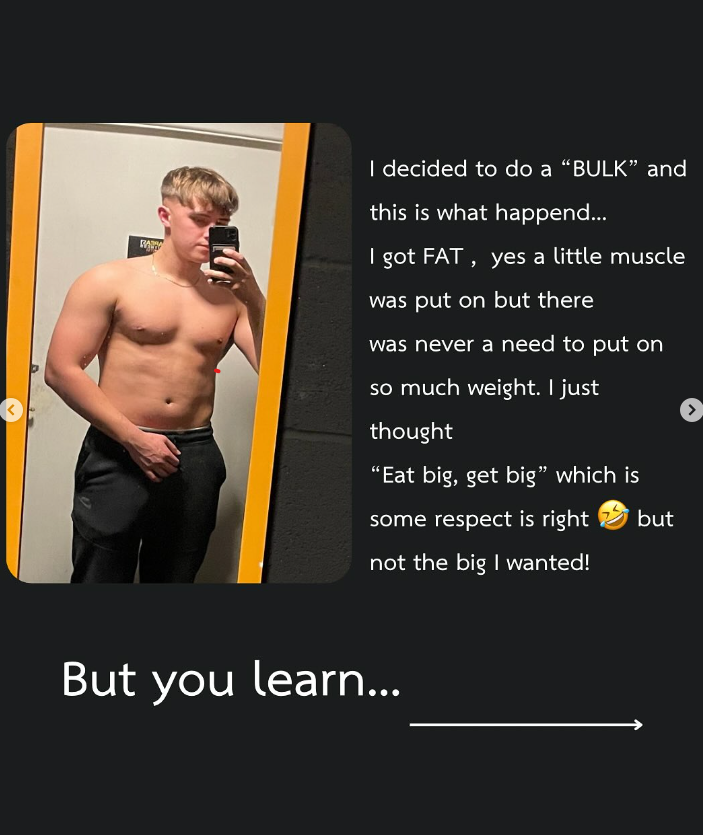 I decided to do a “BULK” and
this is what happend...
I got FAT , yes a little muscle
was put on but there
was never a need to put on
so much weight. I just
thought
“Eat big, get big” which is
some respect is right 🤣 but
not the big I wanted!
But you learn...